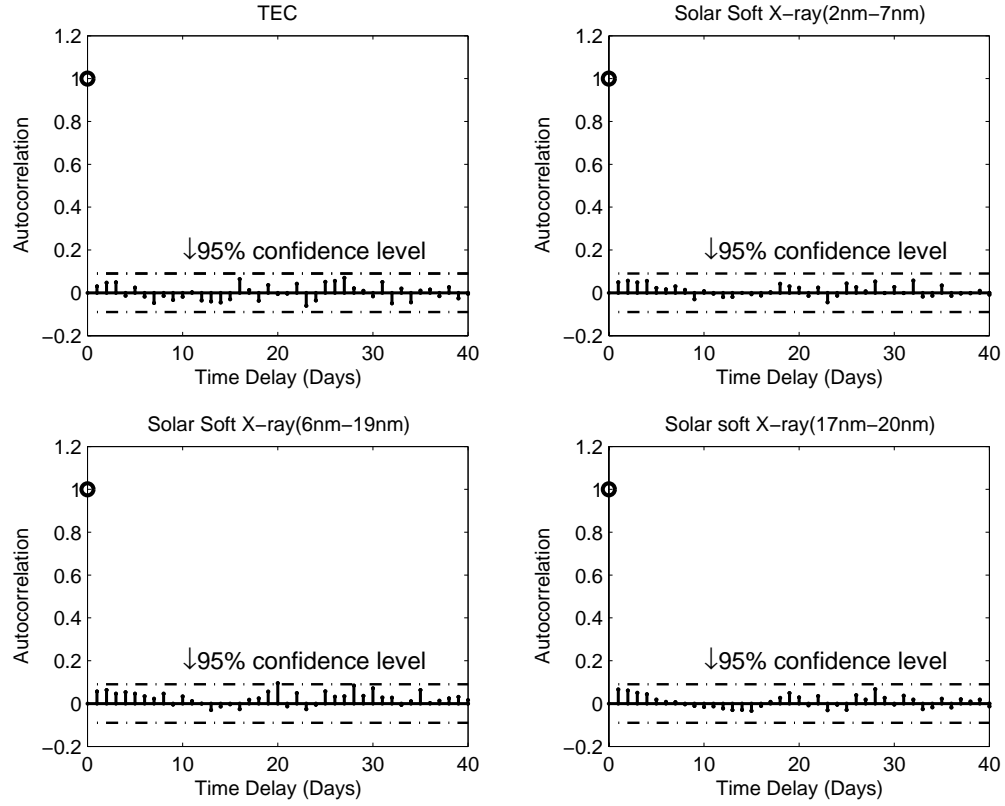 TEC
1.2
1
0.8
0.6
0.4
0.2
0
−0.2
Autocorrelation
↓95% confidence level
0 10 20 30 40
Time Delay (Days)
Solar Soft X−ray(2nm−7nm)
1.2
1
0.8
0.6
0.4
0.2
0
−0.2
Autocorrelation
↓95% confidence level
0 10 20 30 40
Time Delay (Days)
Solar Soft X−ray(6nm−19nm)
1.2
1
0.8
0.6
0.4
0.2
0
−0.2
Autocorrelation
↓95% confidence level
0 10 20 30 40
Time Delay (Days)
Solar soft X−ray(17nm−20nm)
1.2
1
0.8
0.6
0.4
0.2
0
−0.2
Autocorrelation
↓95% confidence level
0 10 20 30 40
Time Delay (Days)